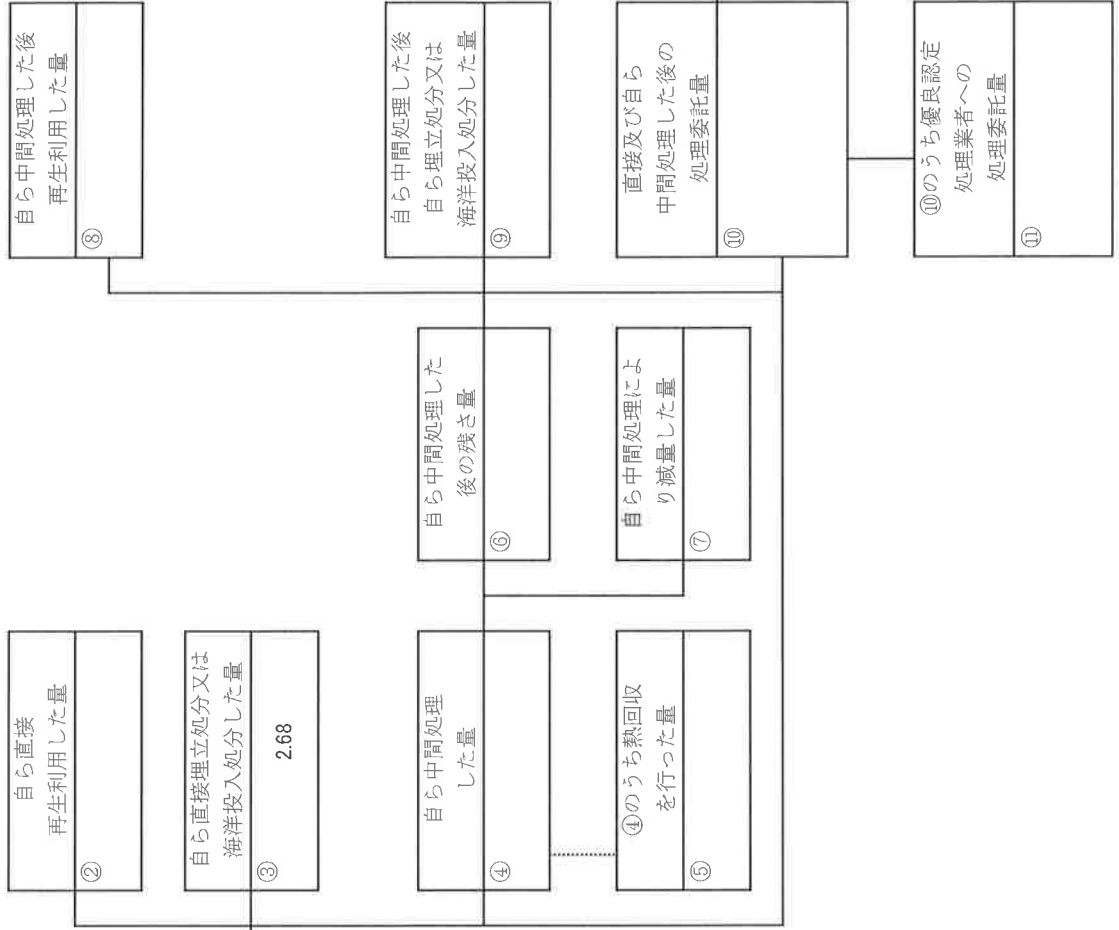 自ら直接
再生利用した量
②
自ら直接埋立処分又は
海洋投入処分した量
③
2.68
自ら中間処理
した量
④
④のうち熱回収
を行った量
⑤
自ら中間処理した
後の残さ量
⑥
自ら中間処理によ
り減量した量
⑦
自ら中間処理した後
再生利用した量
⑧
自ら中間処理した後
自ら埋立処分又は
海洋投入処分した量
⑨
直接及び自ら
中間処理した後の
処理委託量
⑩
⑩のうち優良認定
処理業者への
処理委託量
⑪